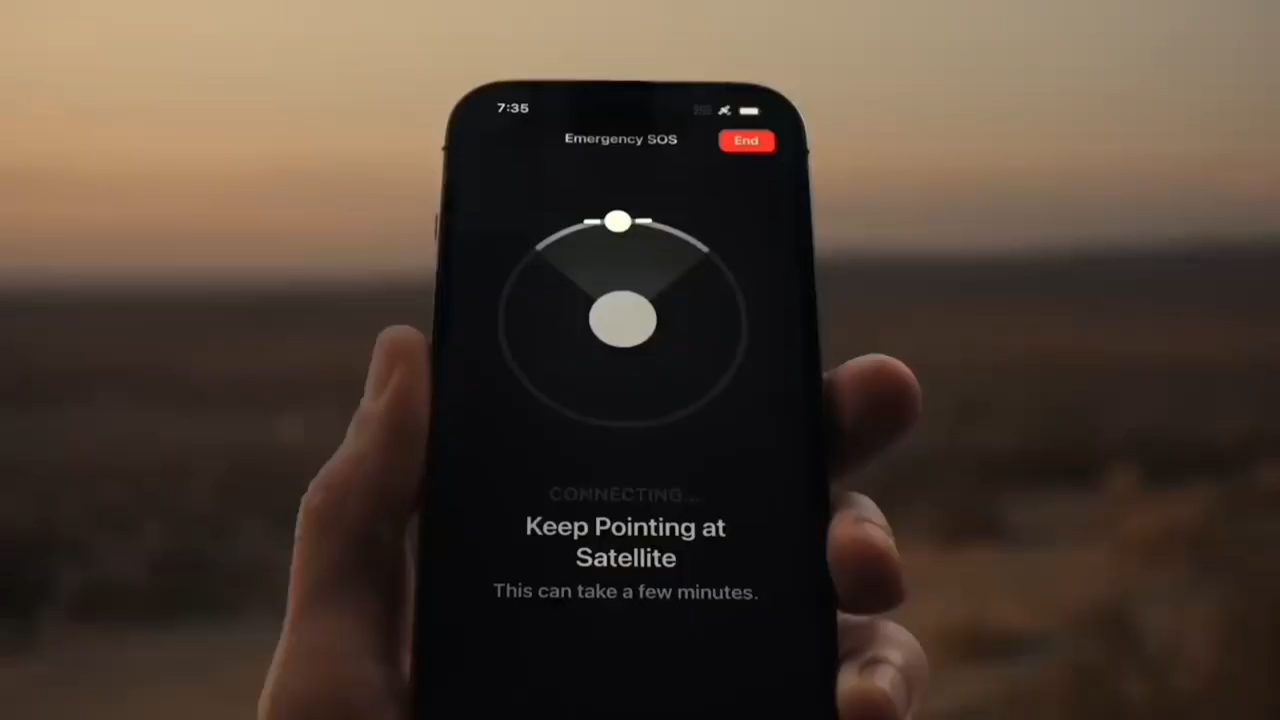 7:35
Emergency SOS
End
CONNECTING...
Keep Pointing at
Satellite
This can take a few minutes.